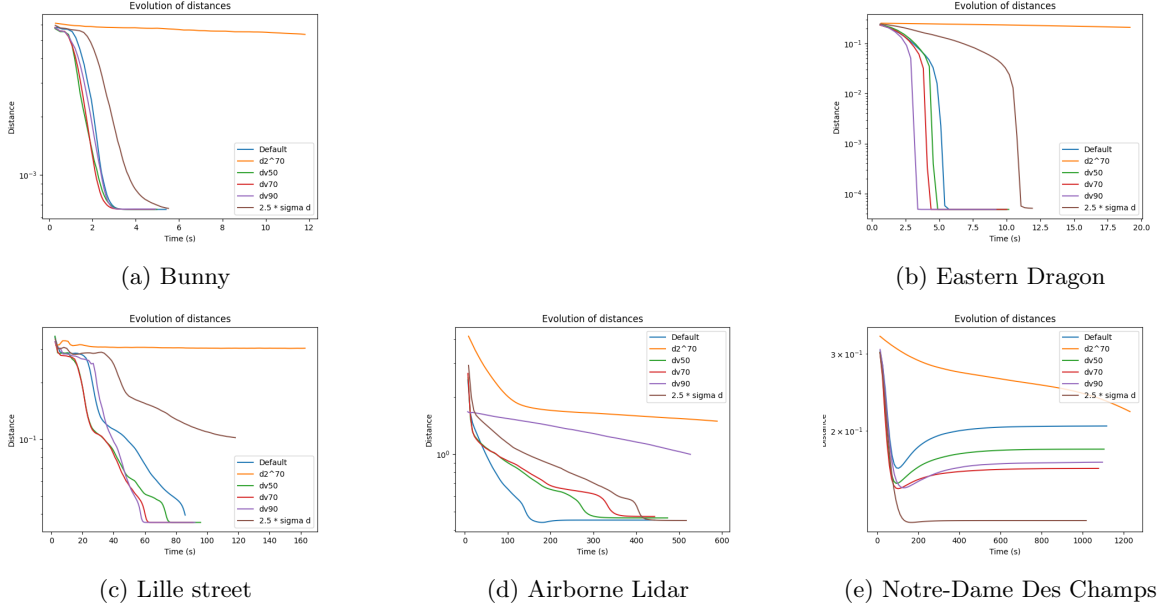 Evolution of distances
10^{-3}
Distance
Default
d2^70
dv50
dv70
dv90
2.5 * sigma d
0 2 4 6 8 10 12
Time (s)
(a) Bunny
Evolution of distances
10^{-1}
10^{-2}
10^{-3}
10^{-4}
Distance
Default
d2^70
dv50
dv70
dv90
2.5 * sigma d
0.0 2.5 5.0 7.5 10.0 12.5 15.0 17.5 20.0
Time (s)
(b) Eastern Dragon
Evolution of distances
10^{-1}
Distance
Default
d2^70
dv50
dv70
dv90
2.5 * sigma d
0 20 40 60 80 100 120 140 160
Time (s)
(c) Lille street
Evolution of distances
10^{0}
Distance
Default
d2^70
dv50
dv70
dv90
2.5 * sigma d
0 100 200 300 400 500 600
Time (s)
(d) Airborne Lidar
Evolution of distances
3 × 10^{-1}
2 × 10^{-1}
Distance
Default
d2^70
dv50
dv70
dv90
2.5 * sigma d
0 200 400 600 800 1000 1200
Time (s)
(e) Notre-Dame Des Champs